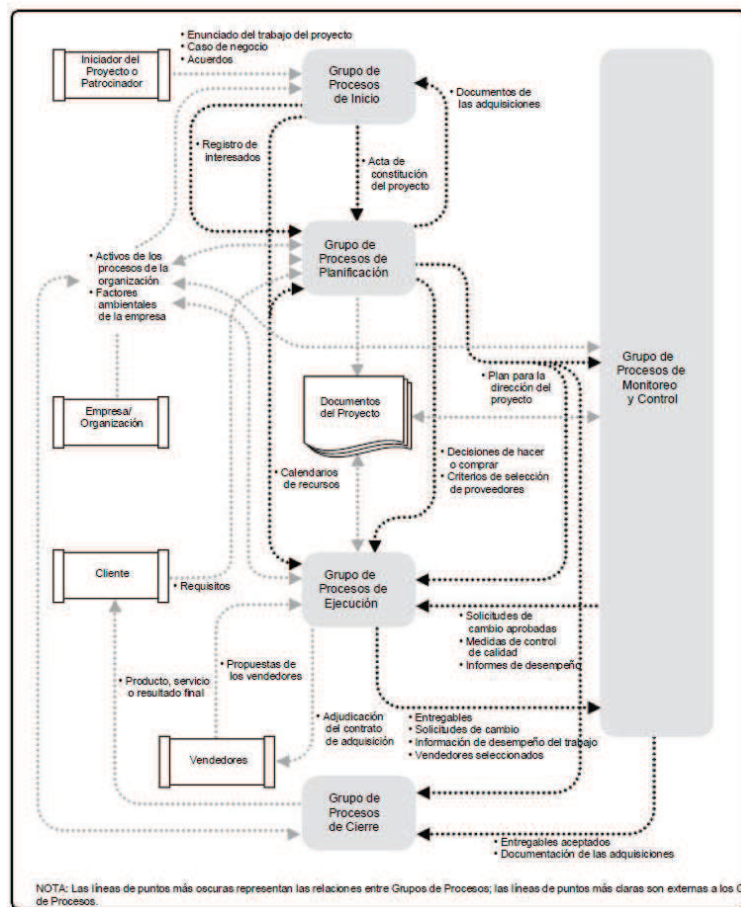 • Enunciado del trabajo del proyecto
• Caso de negocio
• Acuerdos
Iniciador del
Proyecto o
Patrocinador
Grupo de
Procesos
de Inicio
• Documentos de
las adquisiciones
• Registro de
interesados
• Acta de
constitución
del proyecto
Grupo de
Procesos de
Planificación
• Activos de los
procesos de la
organización
• Factores
ambientales
de la empresa
Grupo de
Procesos de
Monitoreo
y Control
• Plan para la
dirección del
proyecto
Empresa/
Organización
Documentos
del Proyecto
• Decisiones de hacer
o comprar
• Criterios de selección
de proveedores
• Calendarios
de recursos
Cliente
• Requisitos
Grupo de
Procesos de
Ejecución
• Solicitudes de
cambio aprobadas
• Medidas de control
de calidad
• Informes de desempeño
• Propuestas de
los vendedores
• Producto, servicio
o resultado final
• Adjudicación
del contrato
de adquisición
• Entregables
• Solicitudes de cambio
• Información de desempeño del trabajo
• Vendedores seleccionados
Vendedores
Grupo de
Procesos
de Cierre
• Entregables aceptados
• Documentación de las adquisiciones
NOTA: Las líneas de puntos más oscuras representan las relaciones entre Grupos de Procesos; las líneas de puntos más claras son externas a los
de Procesos.